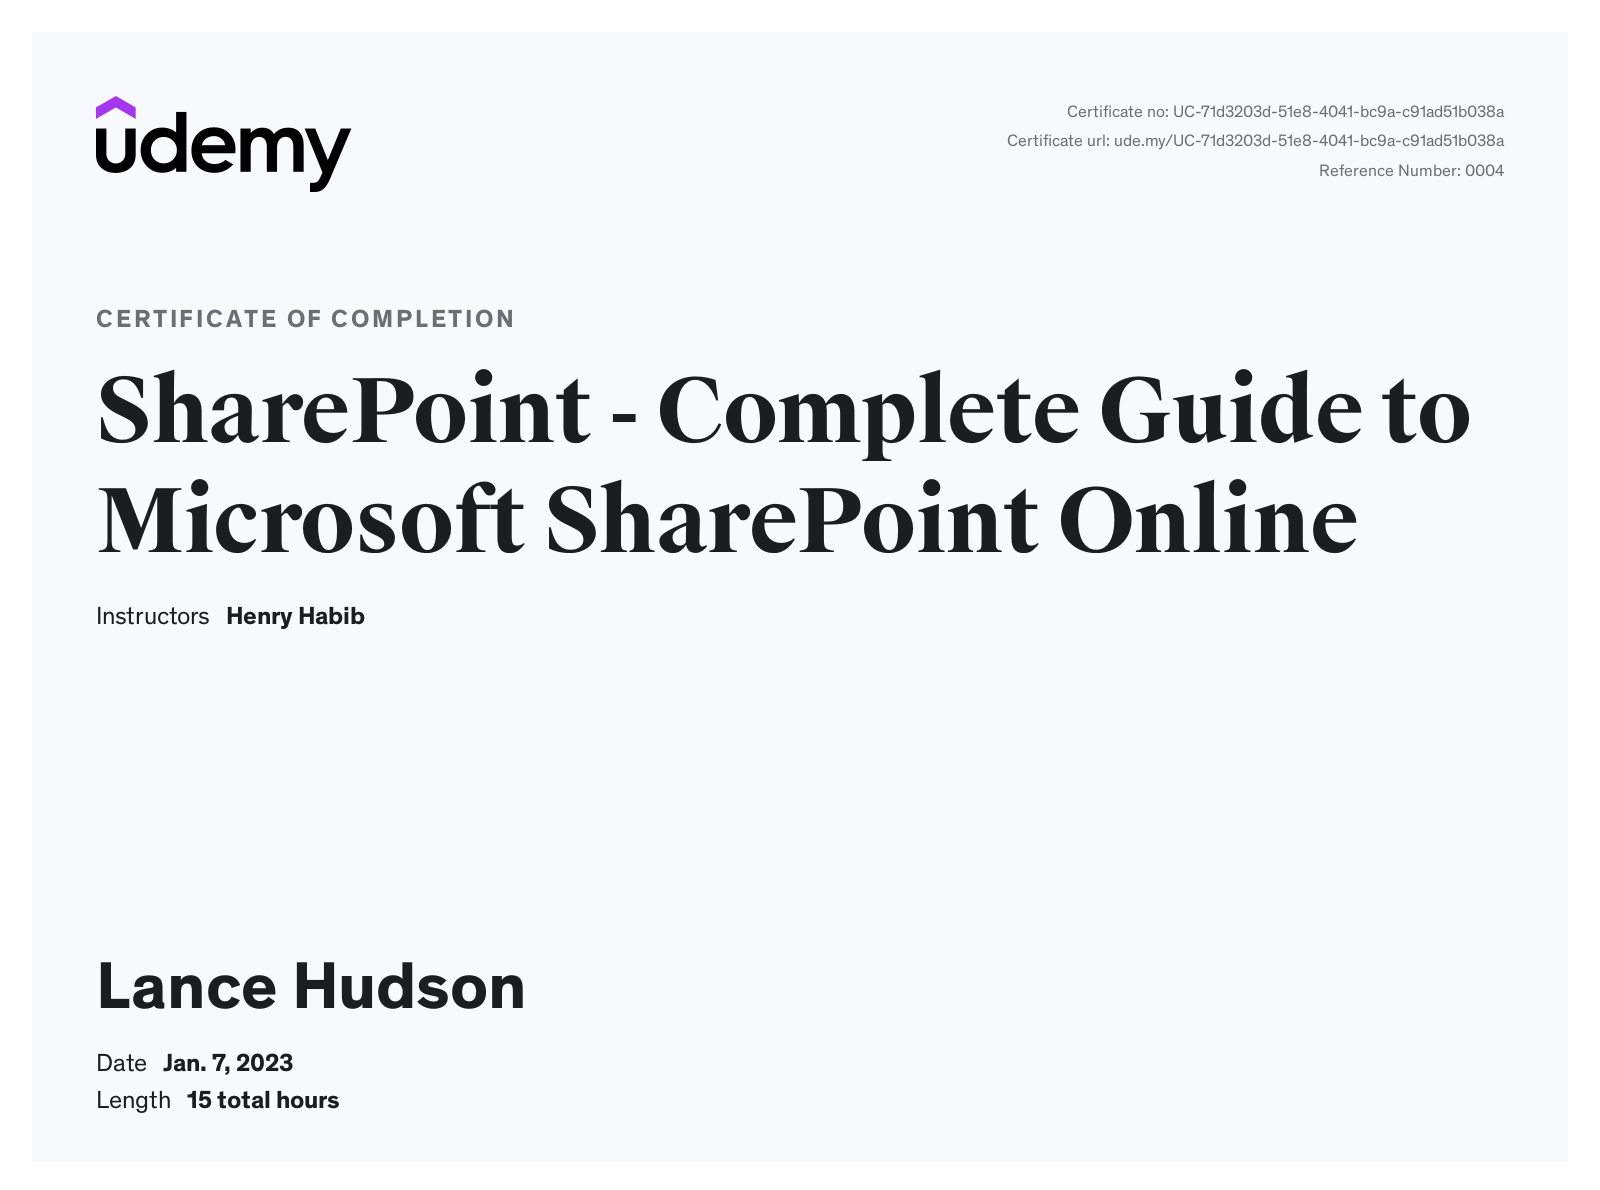 udemy
Certificate no: UC-71d3203d-51e8-4041-bc9a-c91ad51b038a
Certificate url: ude.my/UC-71d3203d-51e8-4041-bc9a-c91ad51b038a
Reference Number: 0004
CERTIFICATE OF COMPLETION
SharePoint - Complete Guide to
Microsoft SharePoint Online
Instructors Henry Habib
Lance Hudson
Date Jan. 7, 2023
Length 15 total hours